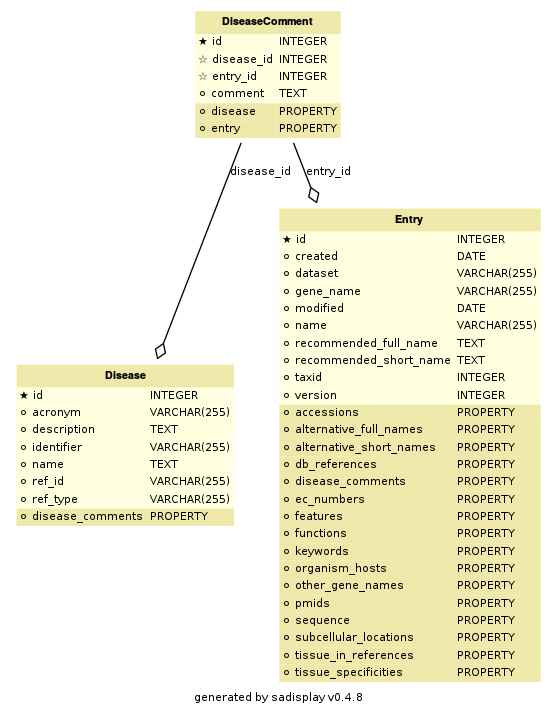 DiseaseComment
★ id INTEGER
☆ disease_id INTEGER
☆ entry_id INTEGER
⚬ comment TEXT
⚬ disease PROPERTY
⚬ entry PROPERTY
disease_id entry_id
Entry
★ id INTEGER
⚬ created DATE
⚬ dataset VARCHAR(255)
⚬ gene_name VARCHAR(255)
⚬ modified DATE
⚬ name VARCHAR(255)
⚬ recommended_full_name TEXT
⚬ recommended_short_name TEXT
⚬ taxid INTEGER
⚬ version INTEGER
⚬ accessions PROPERTY
⚬ alternative_full_names PROPERTY
⚬ alternative_short_names PROPERTY
⚬ db_references PROPERTY
⚬ disease_comments PROPERTY
⚬ ec_numbers PROPERTY
⚬ features PROPERTY
⚬ functions PROPERTY
⚬ keywords PROPERTY
⚬ organism_hosts PROPERTY
⚬ other_gene_names PROPERTY
⚬ pmids PROPERTY
⚬ sequence PROPERTY
⚬ subcellular_locations PROPERTY
⚬ tissue_in_references PROPERTY
⚬ tissue_specificities PROPERTY
Disease
★ id INTEGER
⚬ acronym VARCHAR(255)
⚬ description TEXT
⚬ identifier VARCHAR(255)
⚬ name TEXT
⚬ ref_id VARCHAR(255)
⚬ ref_type VARCHAR(255)
⚬ disease_comments PROPERTY
generated by sadisplay v0.4.8